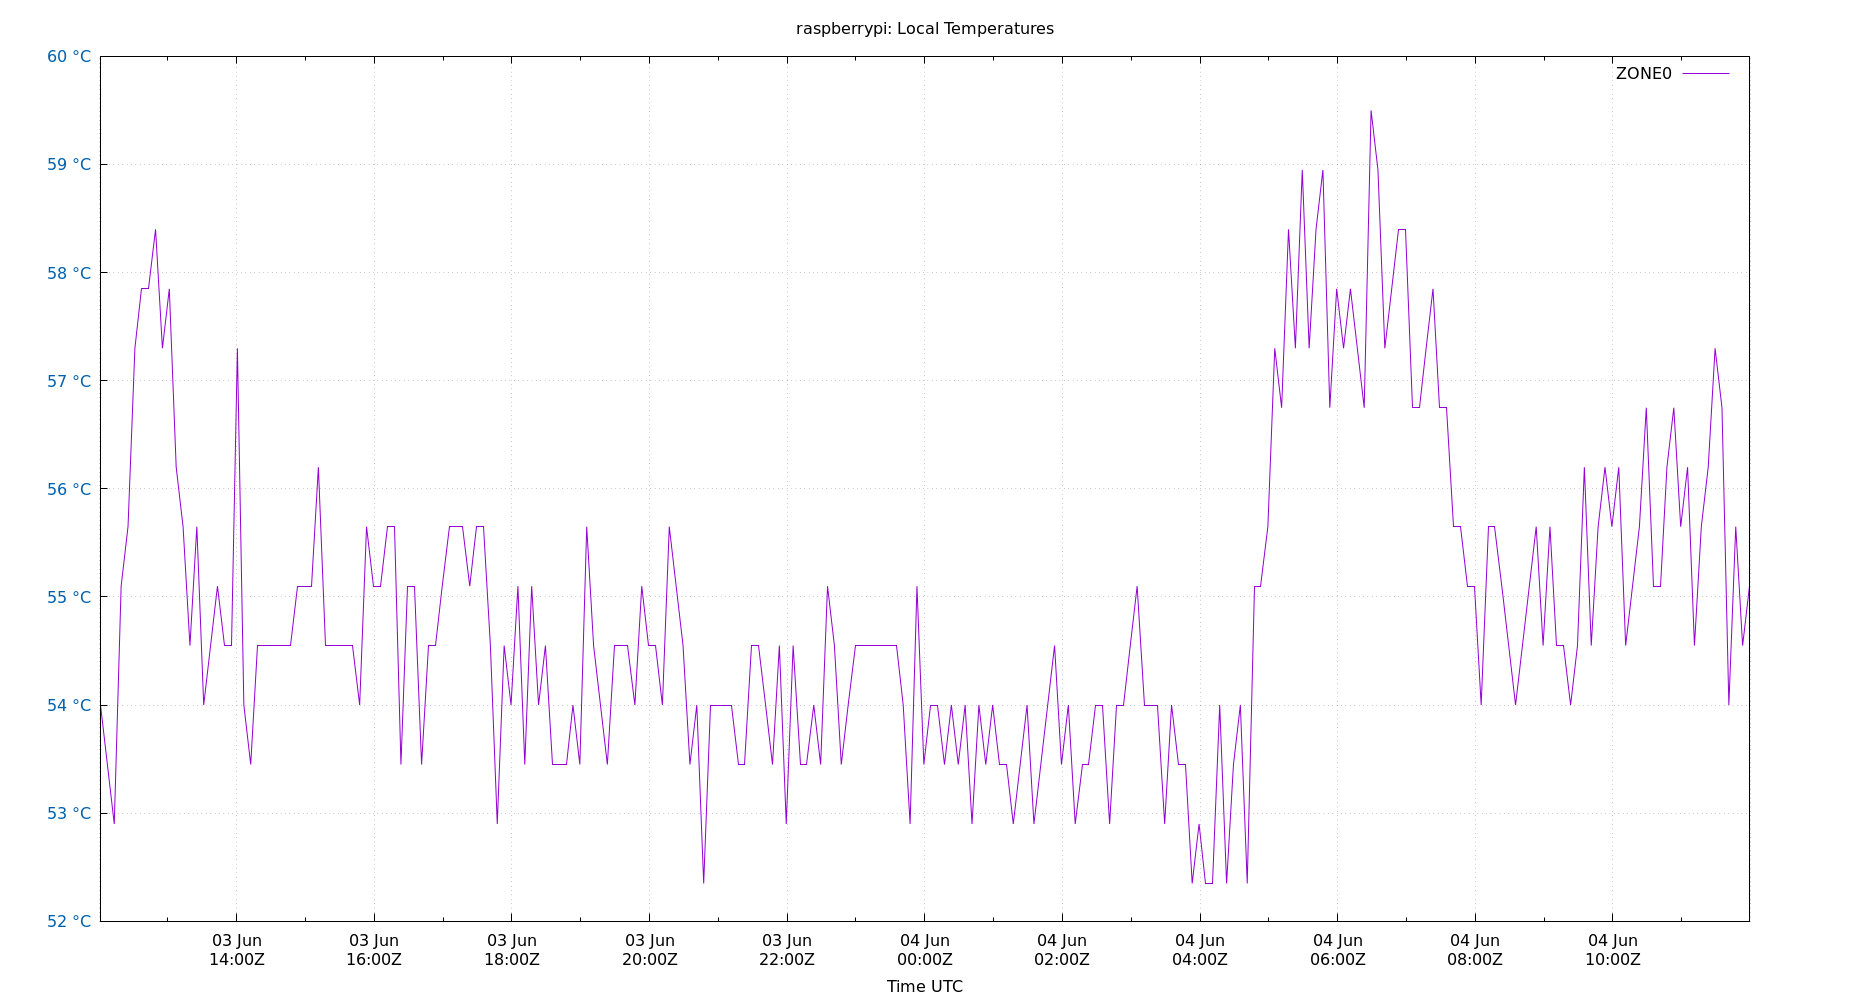 raspberrypi: Local Temperatures
ZONE0
60 °C
59 °C
58 °C
57 °C
56 °C
55 °C
54 °C
53 °C
52 °C
03 Jun 03 Jun 03 Jun 03 Jun 03 Jun 04 Jun 04 Jun 04 Jun 04 Jun 04 Jun 04 Jun
14:00Z 16:00Z 18:00Z 20:00Z 22:00Z 00:00Z 02:00Z 04:00Z 06:00Z 08:00Z 10:00Z
Time UTC